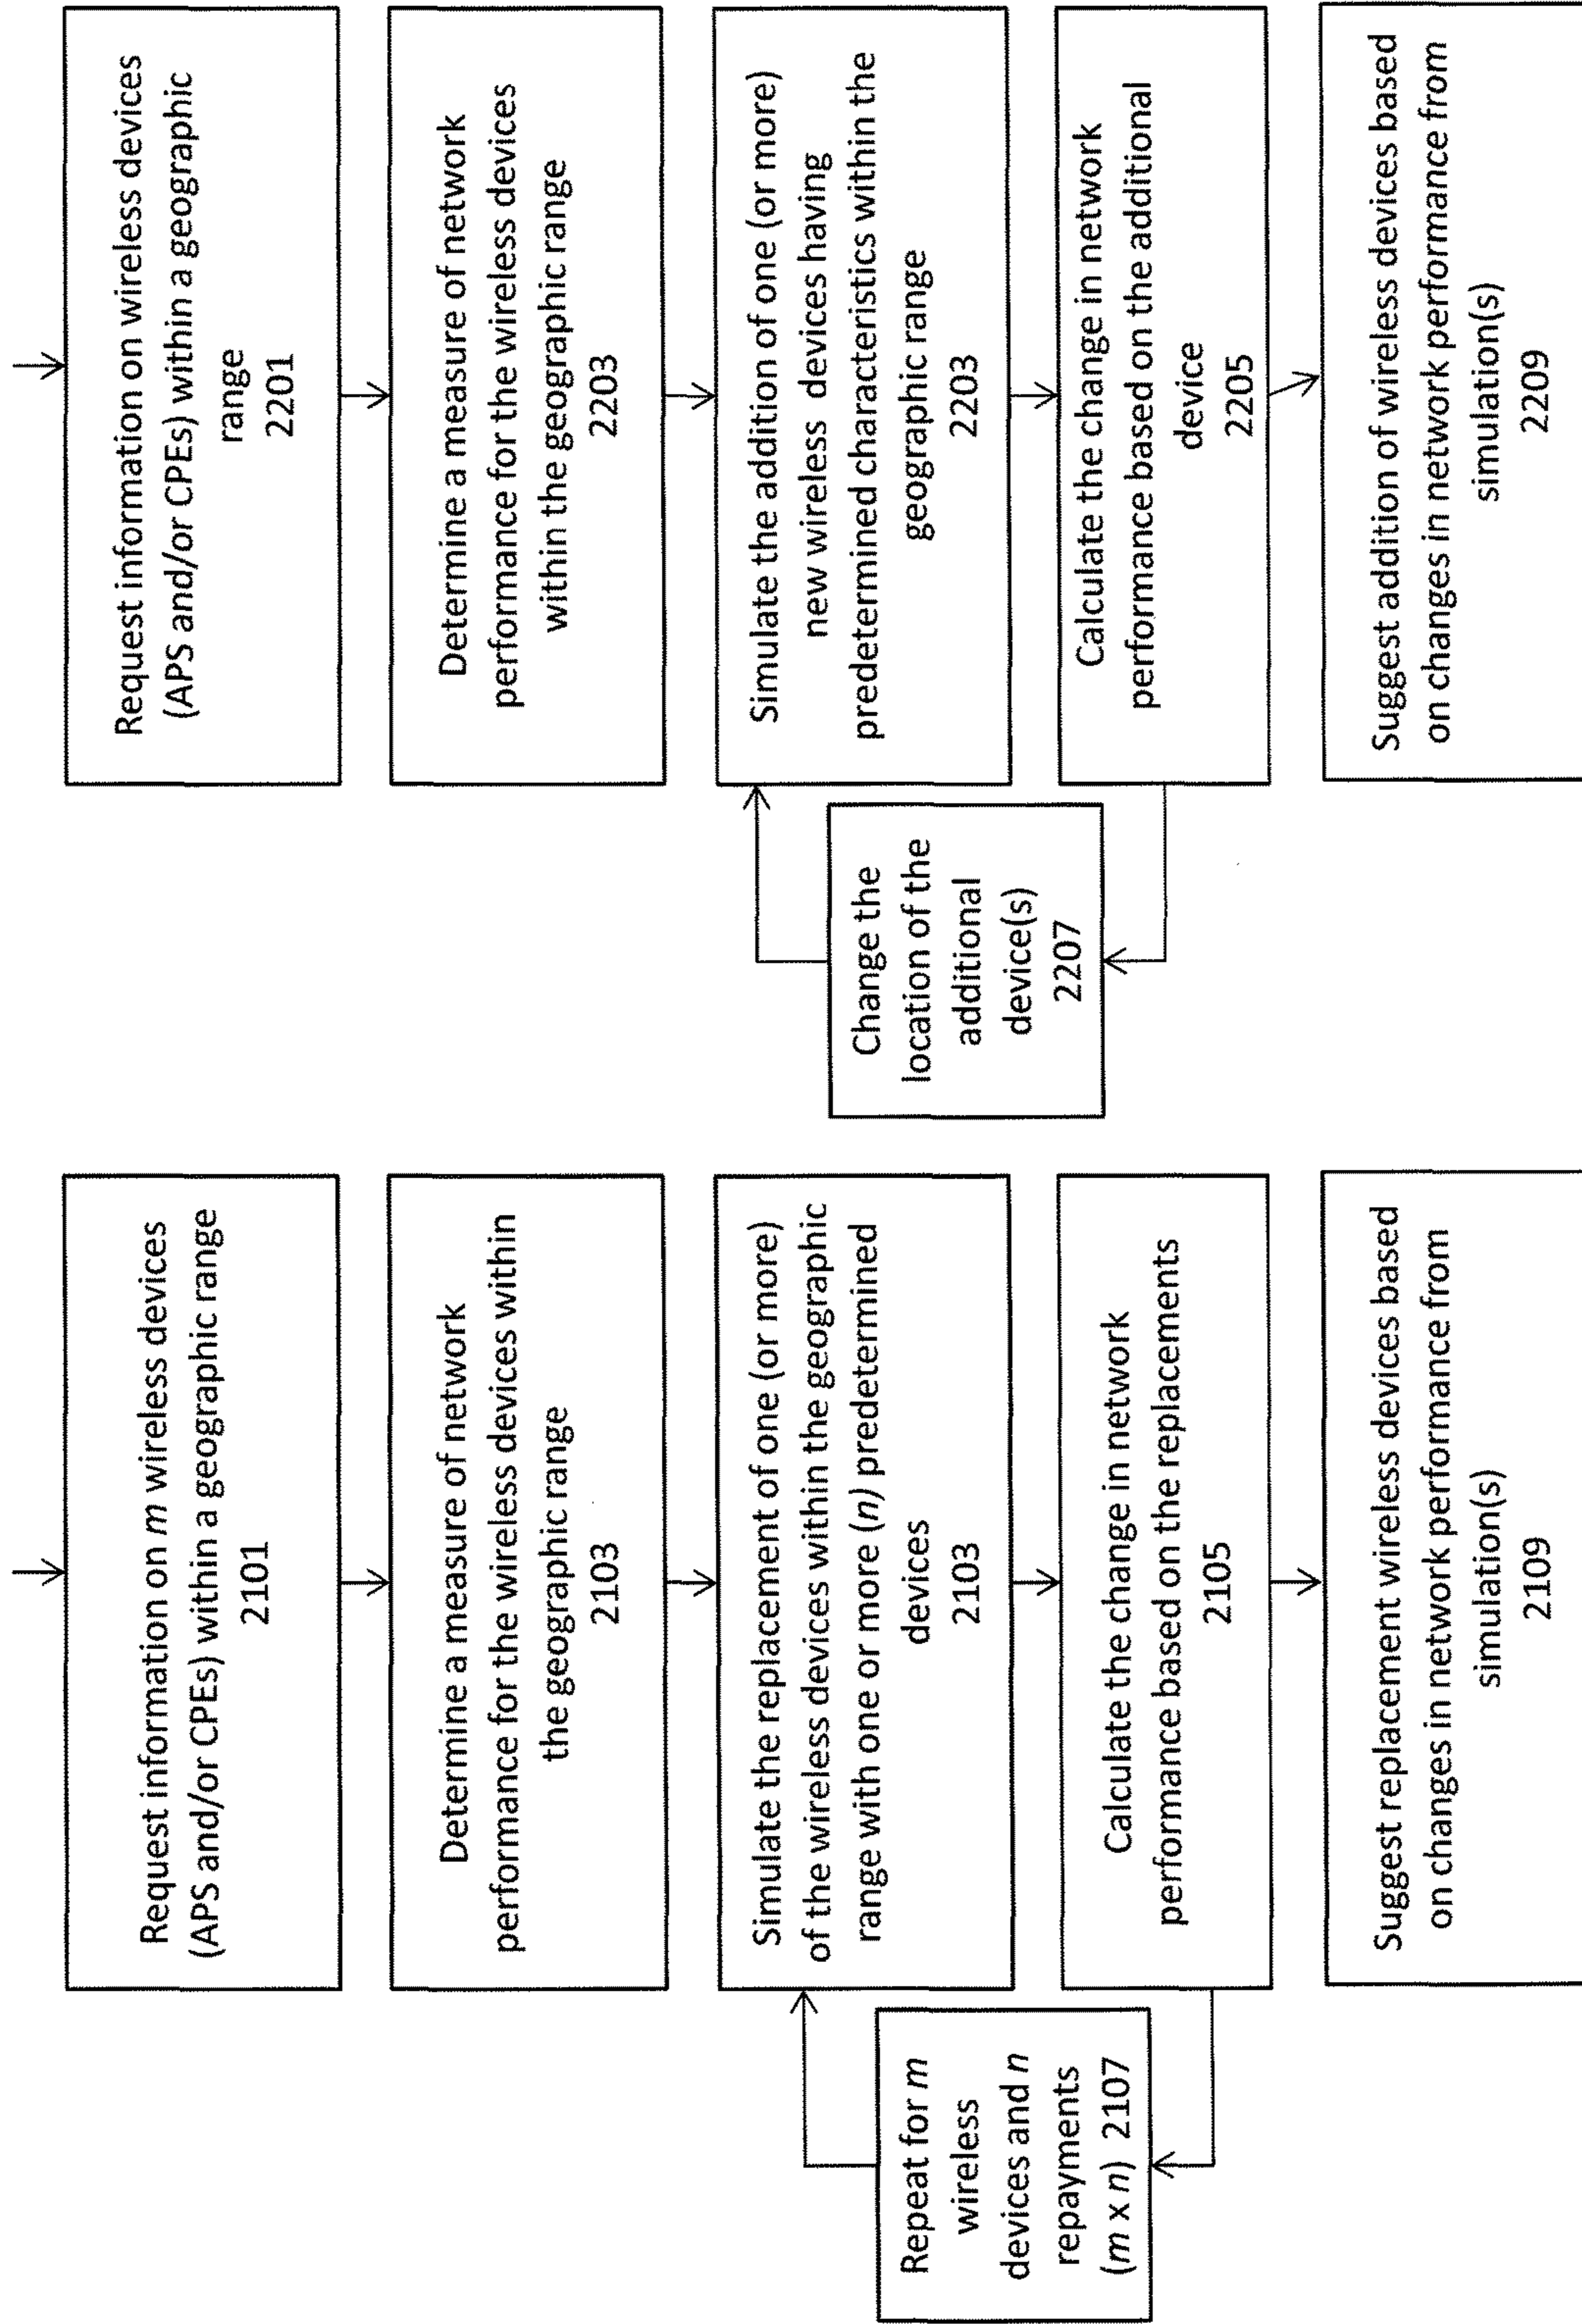 Request information on m wireless devices
(APS and/or CPEs) within a geographic range
2101
Determine a measure of network
performance for the wireless devices within
the geographic range
2103
Simulate the replacement of one (or more)
of the wireless devices within the geographic
range with one or more (n) predetermined
devices
2103
Calculate the change in network
performance based on the replacements
2105
Repeat for m
wireless
devices and n
repayments
(m x n) 2107
Suggest replacement wireless devices based
on changes in network performance from
simulation(s)
2109
Request information on wireless devices
(APS and/or CPEs) within a geographic
range
2201
Determine a measure of network
performance for the wireless devices
within the geographic range
2203
Simulate the addition of one (or more)
new wireless devices having
predetermined characteristics within the
geographic range
2203
Calculate the change in network
performance based on the additional
device
2205
Change the
location of the
additional
device(s)
2207
Suggest addition of wireless devices based
on changes in network performance from
simulation(s)
2209